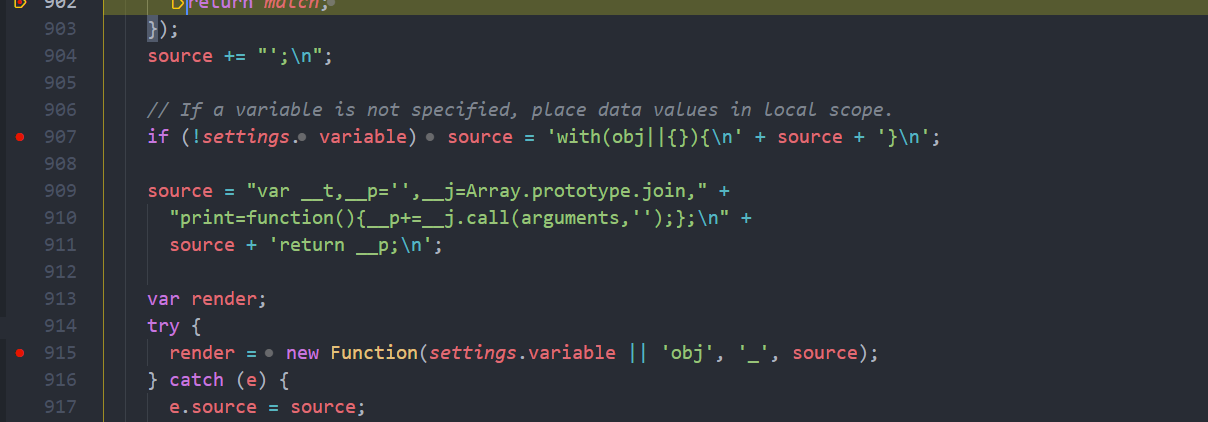 902 return match;
903 });
904 source += "';\n";
905
906 // If a variable is not specified, place data values in local scope.
907 if (!settings. variable) source = 'with(obj||{}){\n' + source + '}\n';
908
909 source = "var __t,__p='',__j=Array.prototype.join," +
910 "print=function(){__p+=__j.call(arguments,'');};\n" +
911 source + 'return __p;\n';
912
913 var render;
914 try {
915 render = new Function(settings.variable || 'obj', '_', source);
916 } catch (e) {
917 e.source = source;